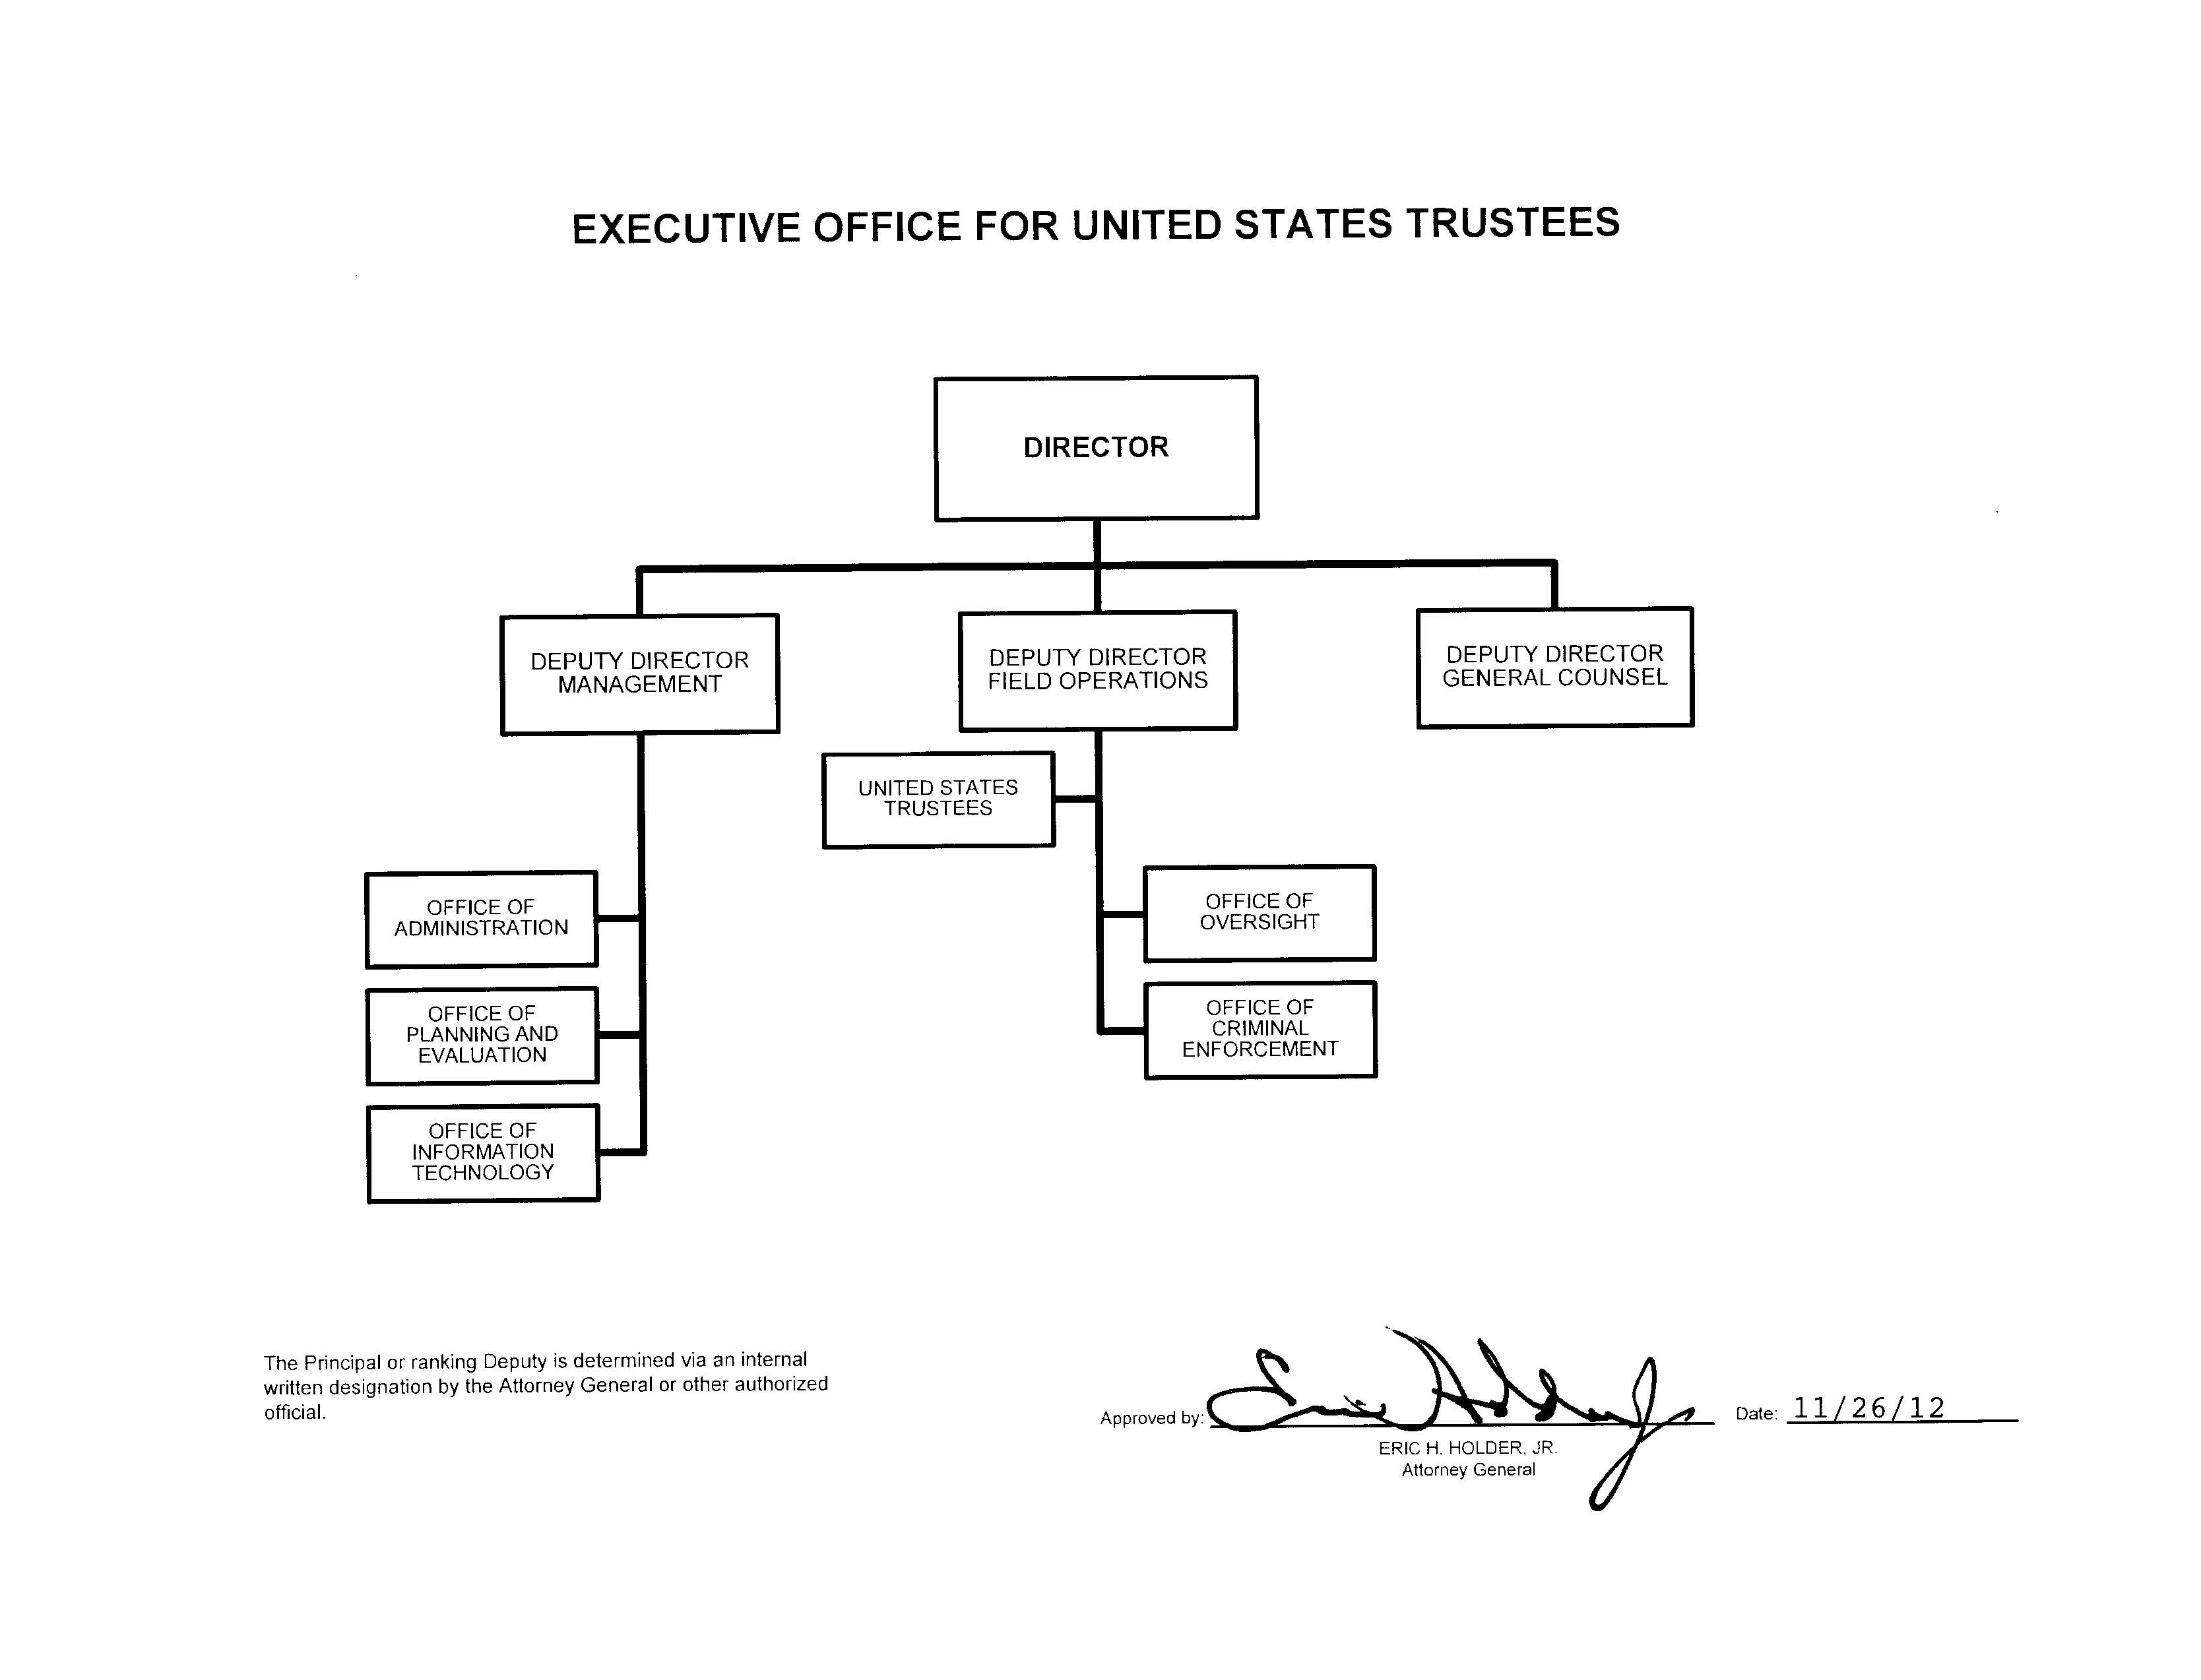 EXECUTIVE OFFICE FOR UNITED STATES TRUSTEES
DIRECTOR
DEPUTY DIRECTOR
MANAGEMENT
DEPUTY DIRECTOR
FIELD OPERATIONS
DEPUTY DIRECTOR
GENERAL COUNSEL
UNITED STATES
TRUSTEES
OFFICE OF
ADMINISTRATION
OFFICE OF
OVERSIGHT
OFFICE OF
PLANNING AND
EVALUATION
OFFICE OF
CRIMINAL
ENFORCEMENT
OFFICE OF
INFORMATION
TECHNOLOGY
The Principal or ranking Deputy is determined via an internal
written designation by the Attorney General or other authorized
official.
Approved by:
ERIC H. HOLDER, JR.
Attorney General
Date: 11/26/12